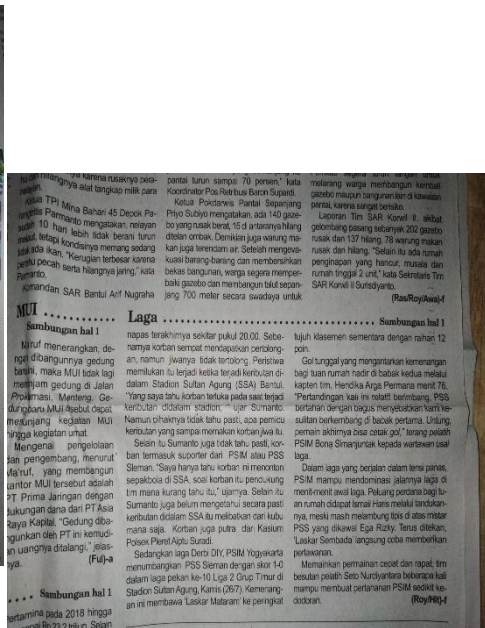 karena rusaknya pera-
hilangnya alat tangkap milik para
Ketua TPI Mina Bahari 45 Depok Pa-
Parmanto mengatakan, nelayan
sudah 10 hari lebih tidak berani turun
melaut, tetapi kondisinya memang sedang
tidak ada ikan. "Kerugian terbesar karena
perahu pecah serta hilangnya jaring," kata
Parmanto.
Komandan SAR Bantul Arif Nugraha
pantai turun sampai 70 persen," kata
Koordinator Pos Retribusi Baron Supardi.
Ketua Pokdarwis Pantai Sepanjang
Priyo Subiyo mengatakan, ada 140 gaze-
bo yang rusak berat, 15 di antaranya hilang
ditelan ombak. Demikian juga warung ma-
kan juga terendam air. Setelah mengeva-
kuasi barang-barang dan membersihkan
bekas bangunan, warga segera memper-
baiki gazebo dan membangun talut sepan-
jang 700 meter secara swadaya untuk
melarang warga membangun kembali
gazebo maupun bangunan lain di kawasan
pantai, karena sangat berisiko.
Laporan Tim SAR Korwil II, akibat
gelombang pasang sebanyak 202 gazebo
rusak dan 137 hilang, 78 warung makan
rusak dan hilang. "Selain itu ada rumah
penginapan yang hancur, musala dan
rumah tinggal 2 unit," kata Sekretaris Tim
SAR Korwil II Surisdiyanto.
(Ras/Roy/Awa)-f
MUI
Sambungan hal 1
Ma'ruf menerangkan, de-
ngan dibangunnya gedung
baru ini, maka MUI tidak lagi
meminjam gedung di Jalan
Proklamasi, Menteng. Ge-
dung baru MUI disebut dapat
menunjang kegiatan MUI
hingga kegiatan umat.
Mengenai pengelolaan
dan pengembang, menurut
Ma'ruf, yang membangun
kantor MUI tersebut adalah
PT Prima Jaringan dengan
dukungan dana dari PT Asia
Raya Kapital. "Gedung diba-
ngunkan oleh PT ini kemudi-
an uangnya ditalangi," jelas-
nya.
(Ful)-a
Sambungan hal 1
Pertamina pada 2018 hingga
Rp 23,2 triliun. Selain
Laga
Sambungan hal 1
napas terakhirnya sekitar pukul 20.00. Sebe-
narnya korban sempat mendapatkan pertolong-
an, namun jiwanya tidak tertolong. Peristiwa
memilukan itu terjadi ketika terjadi keributan di-
dalam Stadion Sultan Agung (SSA) Bantul.
"Yang saya tahu korban terluka pada saat terjadi
keributan didalam stadion, " ujar Sumanto.
Namun pihaknya tidak tahu pasti, apa pemicu
keributan yang sampai memakan korban jiwa itu.
Selain itu Sumanto juga tidak tahu pasti, kor-
ban termasuk suporter dari PSIM atau PSS
Sleman. "Saya hanya tahu korban ini menonton
sepakbola di SSA, soal korban itu pendukung
tim mana kurang tahu itu," ujarnya. Selain itu
Sumanto juga belum mengetahui secara pasti
keributan didalam SSA itu melibatkan dari kubu
mana saja. Korban juga putra dari Kasium
Polsek Pleret Aiptu Suradi.
Sedangkan laga Derbi DIY, PSIM Yogyakarta
menumbangkan PSS Sleman dengan skor 1-0
dalam laga pekan ke-10 Liga 2 Grup Timur di
Stadion Sultan Agung, Kamis (26/7). Kemenang-
an ini membawa 'Laskar Mataram' ke peringkat
tujuh klasemen sementara dengan raihan 12
poin.
Gol tunggal yang mengantarkan kemenangan
bagi tuan rumah hadir di babak kedua melalui
kapten tim, Hendika Arga Permana menit 76.
"Pertandingan kali ini relatif berimbang. PSS
bertahan dengan bagus menyebabkan kami ke-
sulitan berkembang di babak pertama. Untung,
pemain akhirnya bisa cetak gol," terang pelatih
PSIM Bona Simanjuntak kepada wartawan usai
laga.
Dalam laga yang berjalan dalam tensi panas,
PSIM mampu mendominasi jalannya laga di
menit-menit awal laga. Peluang perdana bagi tu-
an rumah didapat Ismail Haris melalui tandukan-
nya, meski masih melambung tipis di atas mistar
PSS yang dikawal Ega Rizky. Terus ditekan,
'Laskar Sembada' langsung coba memberikan
perlawanan.
Memainkan permainan cepat dan rapat, tim
besutan pelatih Seto Nurdiyantara beberapa kali
mampu membuat pertahanan PSIM sedikit ke-
dodoran.
(Roy/Hit)-f